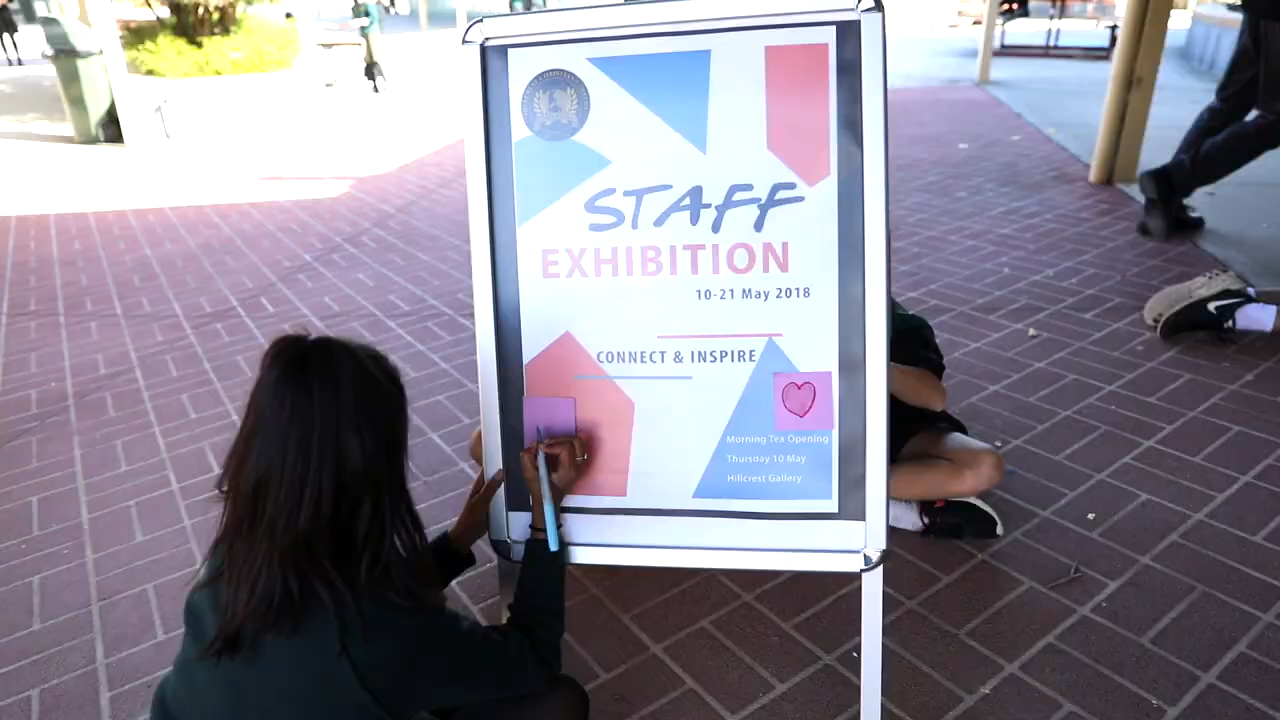 STAFF
EXHIBITION
10-21 May 2018
CONNECT & INSPIRE
Morning Tea Opening
Thursday 10 May
Hillcrest Gallery